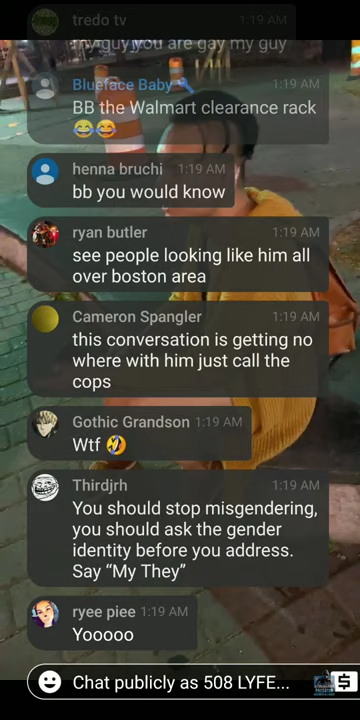 tredo tv 1:19 AM
my guy you are gay my guy
Blueface Baby🔧 1:19 AM
BB the Walmart clearance rack
😂😂
henna bruchi 1:19 AM
bb you would know
ryan butler 1:19 AM
see people looking like him all
over boston area
Cameron Spangler 1:19 AM
this conversation is getting no
where with him just call the
cops
Gothic Grandson 1:19 AM
Wtf 🤣
Thirdjrh 1:19 AM
You should stop misgendering,
you should ask the gender
identity before you address.
Say “My They”
ryee piee 1:19 AM
Yooooo
Chat publicly as 508 LYFE...